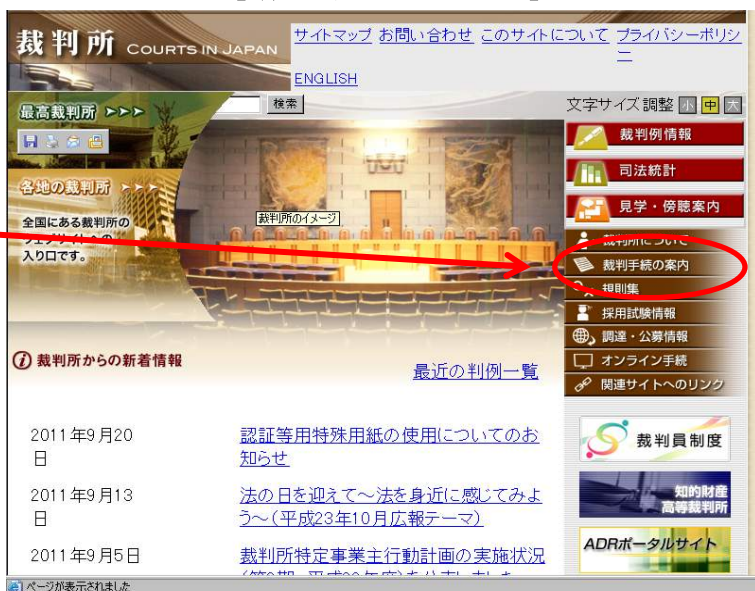 裁判所 COURTS IN JAPAN
サイトマップ お問い合わせ このサイトについて プライバシーポリシー
ENGLISH
最高裁判所
検索
文字サイズ調整 小 中 大
裁判例情報
司法統計
見学・傍聴案内
各地の裁判所
全国にある裁判所の
ウェブサイトへの
入り口です。
裁判所のイメージ
裁判所について
裁判手続の案内
規則集
採用試験情報
調達・公募情報
オンライン手続
関連サイトへのリンク
裁判所からの新着情報
最近の判例一覧
2011年9月20
日
認証等用特殊用紙の使用についてのお
知らせ
2011年9月13
日
法の日を迎えて~法を身近に感じてみよ
う~(平成23年10月広報テーマ)
2011年9月5日
裁判所特定事業主行動計画の実施状況
裁判員制度
知的財産
高等裁判所
ADRポータルサイト
ページが表示されました